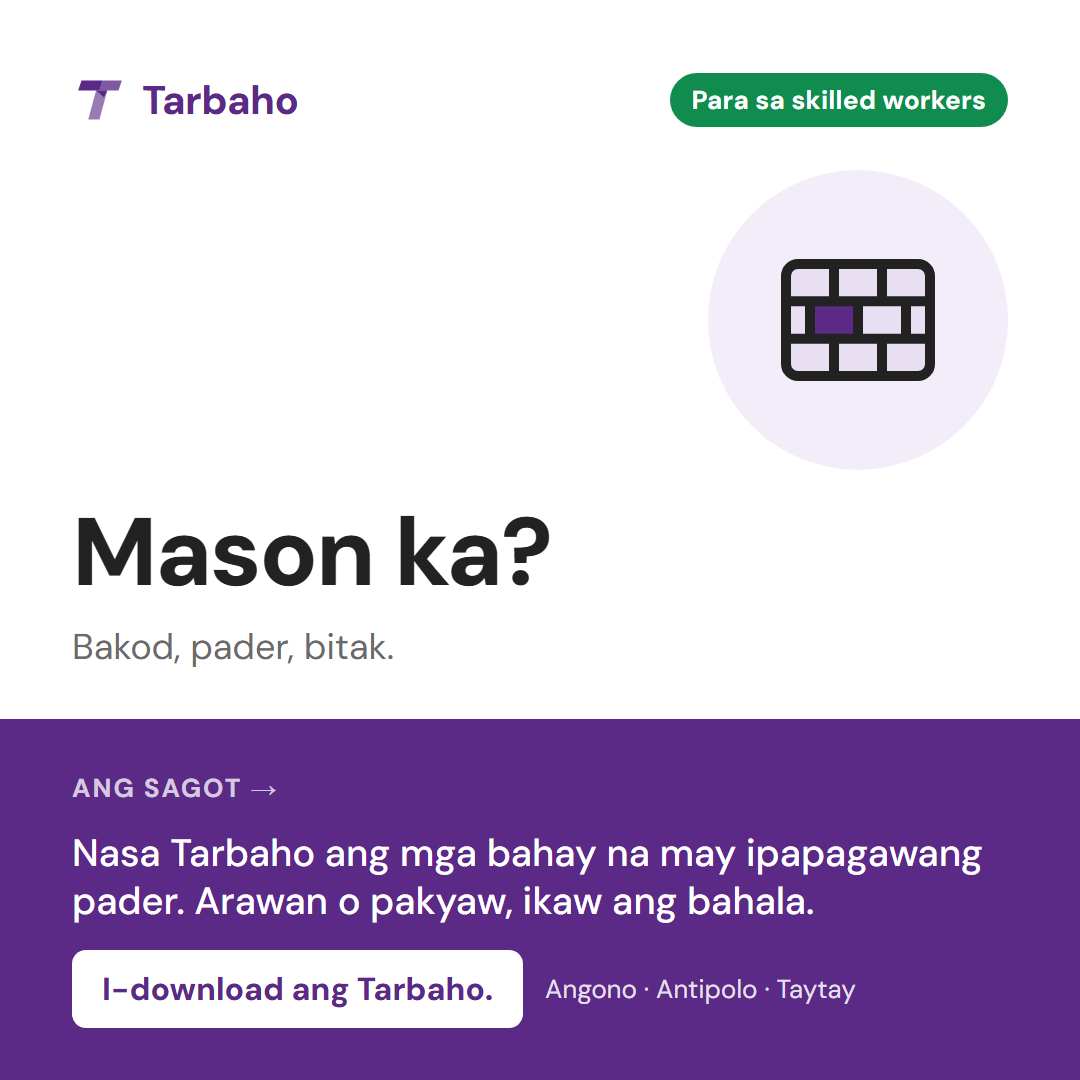 Tarbaho
Para sa skilled workers
Mason ka?
Bakod, pader, bitak.
ANG SAGOT →
Nasa Tarbaho ang mga bahay na may ipapagawang
pader. Arawan o pakyaw, ikaw ang bahala.
I-download ang Tarbaho.
Angono · Antipolo · Taytay